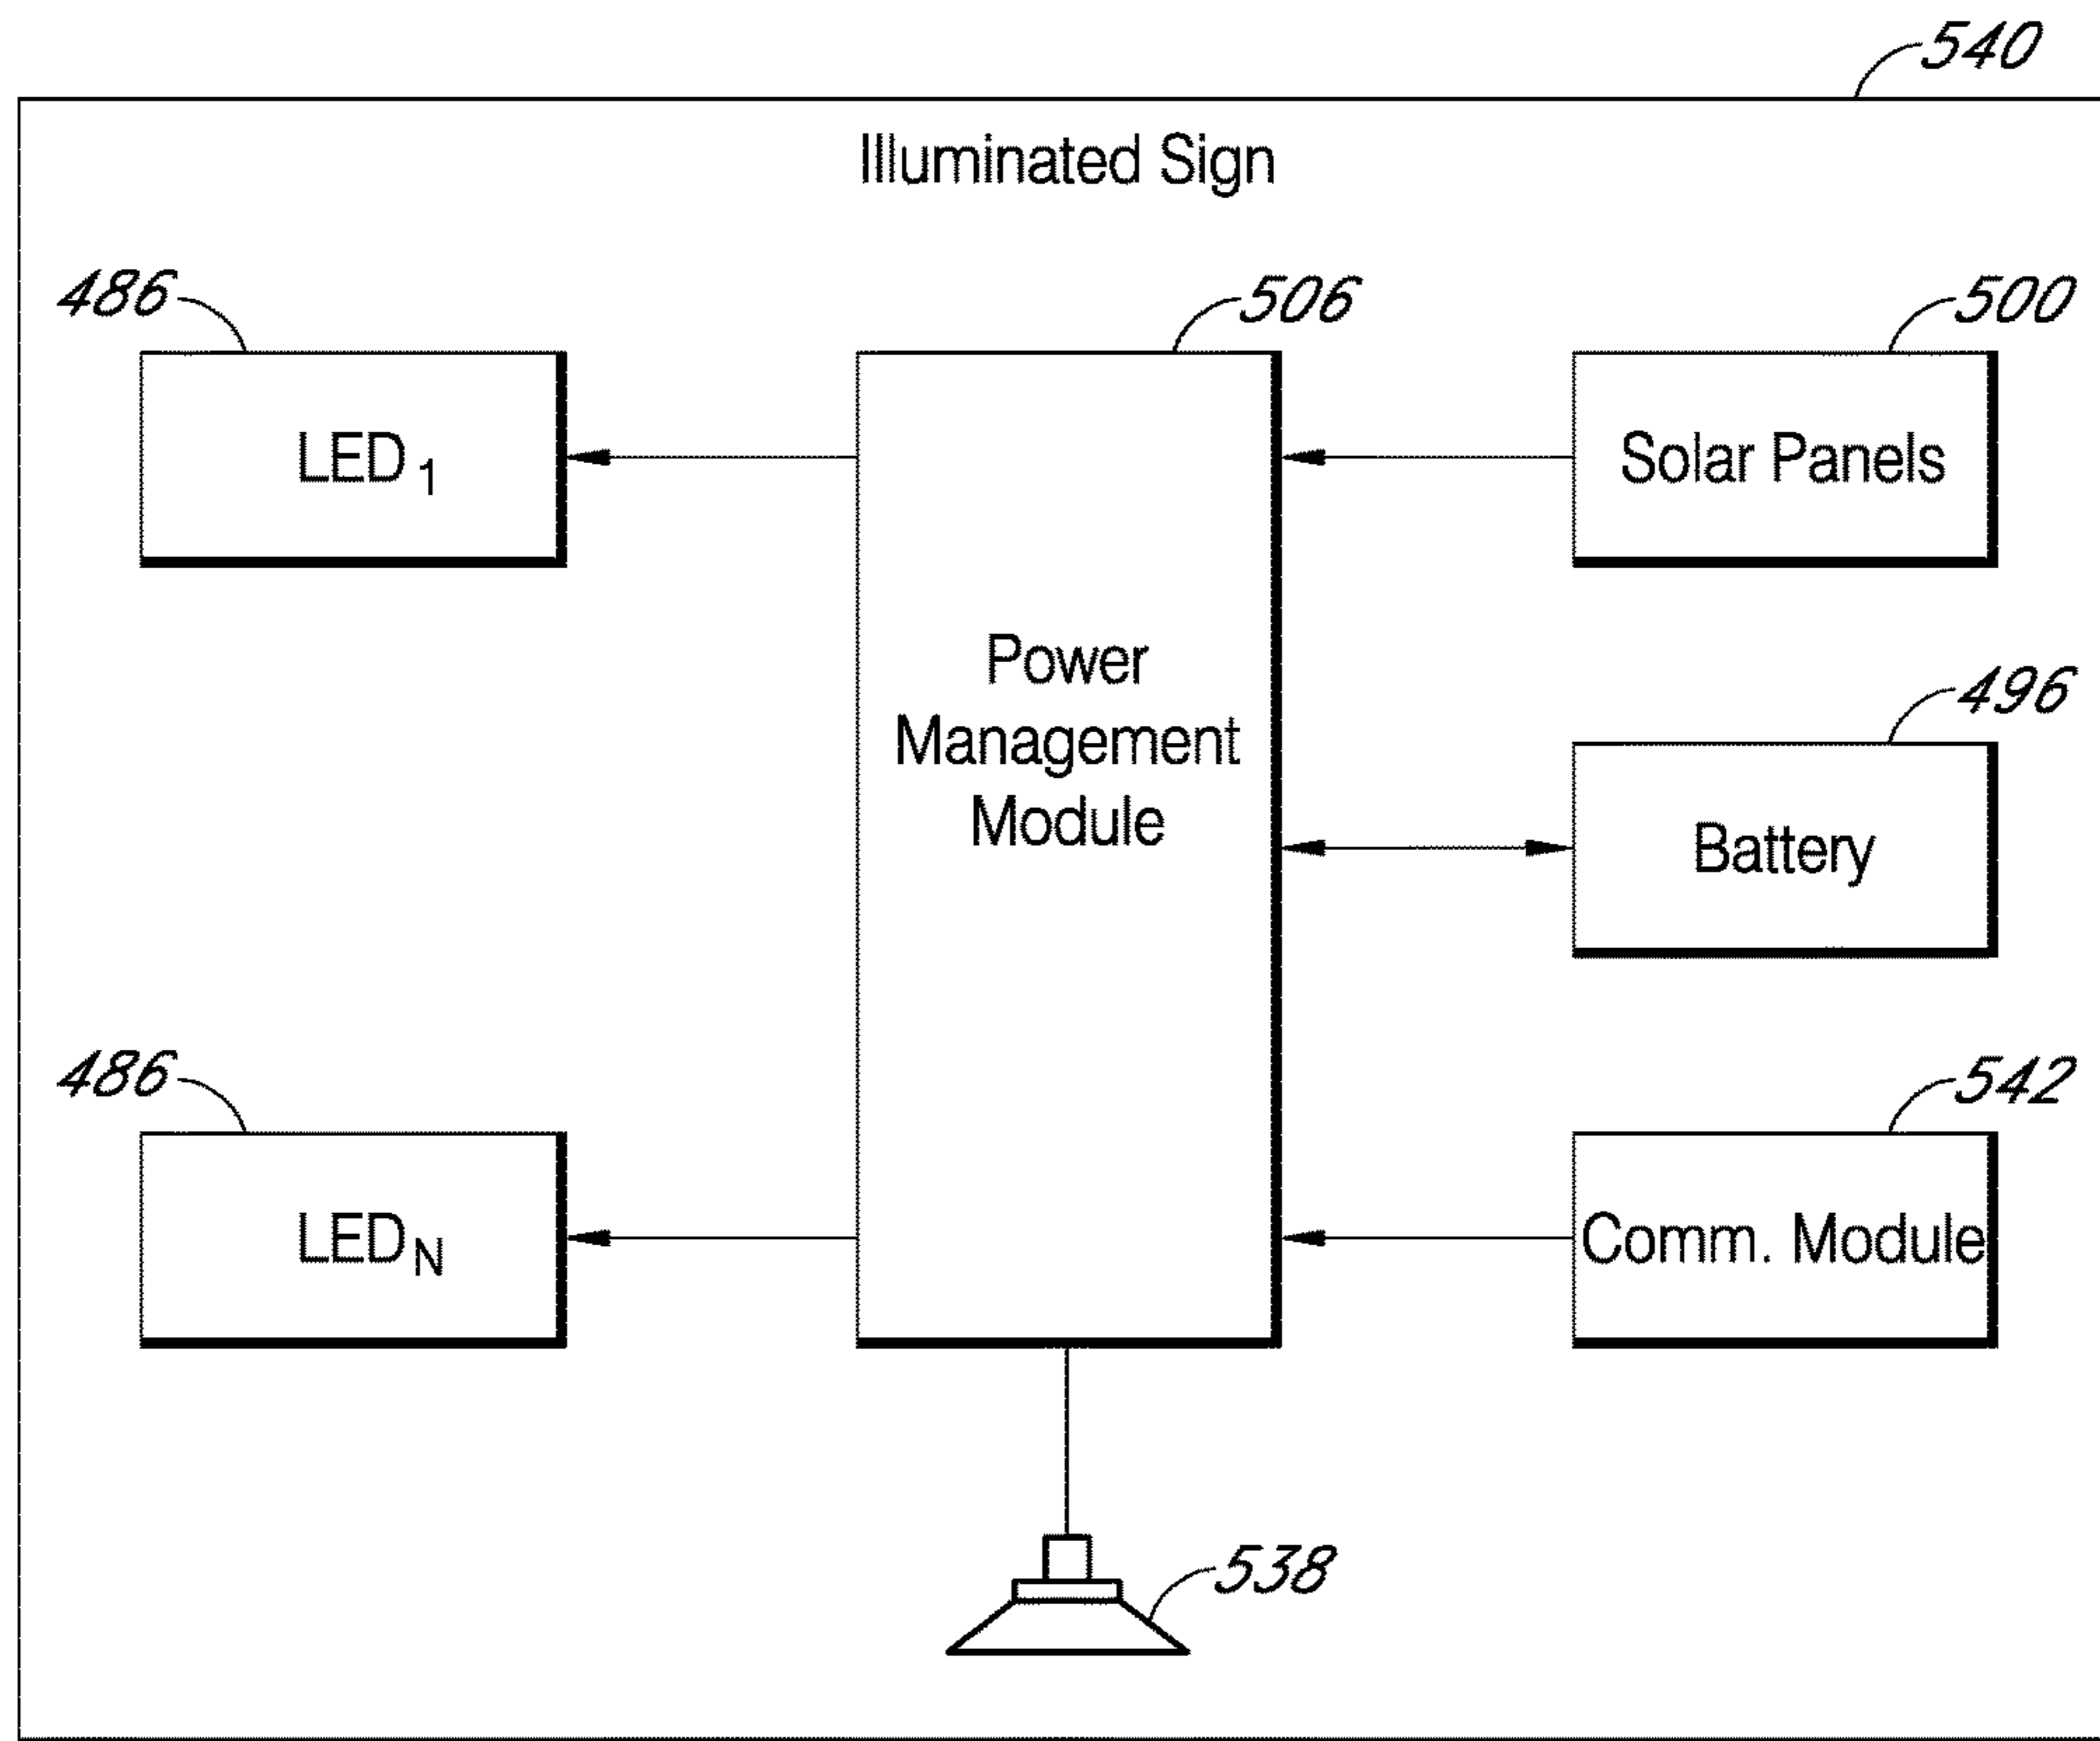 540
Illuminated Sign
486
506
500
LED1
Solar Panels
Power
Management
Module
496
Battery
486
542
LEDN
Comm. Module
538